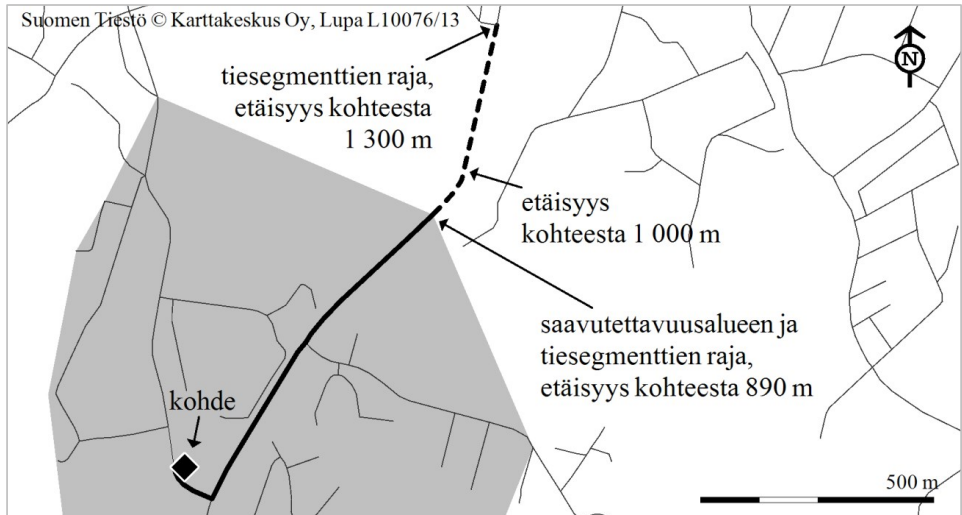 Suomen Tiestö © Karttakeskus Oy, Lupa L10076/13
tiesegmenttien raja,
etäisyys kohteesta
1 300 m
N
etäisyys
kohteesta 1 000 m
saavutettavuusalueen ja
tiesegmenttien raja,
etäisyys kohteesta 890 m
kohde
500 m